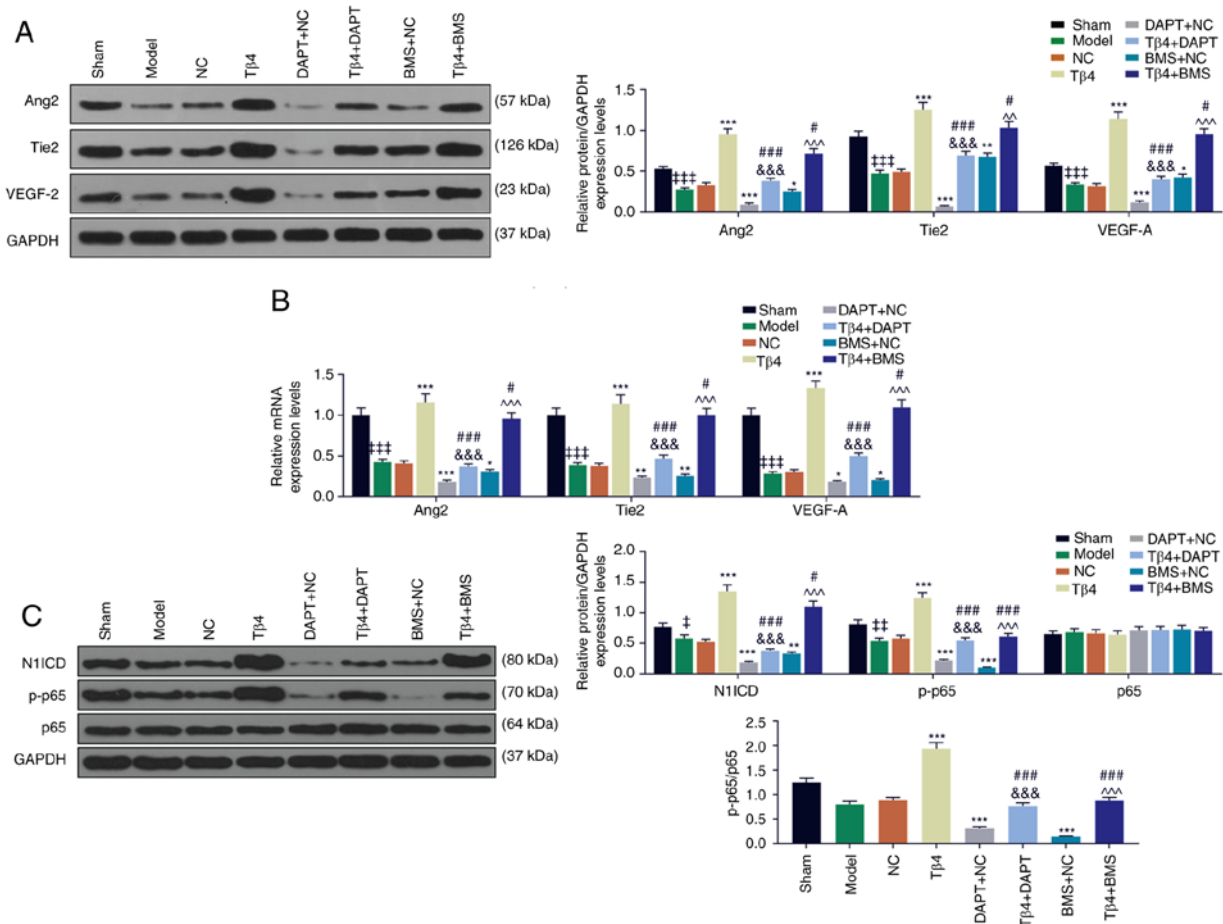 A
Sham
Model
NC
Tβ4
DAPT+NC
Tβ4+DAPT
BMS+NC
Tβ4+BMS
Ang2 (57 kDa)
Tie2 (126 kDa)
VEGF-2 (23 kDa)
GAPDH (37 kDa)
Sham DAPT+NC
Model Tβ4+DAPT
NC BMS+NC
Tβ4 Tβ4+BMS
Relative protein/GAPDH
expression levels
1.5
1.0
0.5
0.0
‡‡‡ *** *** ### &&& * # ^^^
‡‡‡ *** *** ### &&& ** # ^^
‡‡‡ *** *** ### &&& * # ^^^
Ang2 Tie2 VEGF-A
B
Sham DAPT+NC
Model Tβ4+DAPT
NC BMS+NC
Tβ4 Tβ4+BMS
Relative mRNA
expression levels
1.5
1.0
0.5
0.0
‡‡‡ *** *** ### &&& * # ^^^
‡‡‡ *** ** ### &&& ** # ^^^
‡‡‡ *** * ### &&& * # ^^^
Ang2 Tie2 VEGF-A
C
Sham
Model
NC
Tβ4
DAPT+NC
Tβ4+DAPT
BMS+NC
Tβ4+BMS
N1ICD (80 kDa)
p-p65 (70 kDa)
p65 (64 kDa)
GAPDH (37 kDa)
Sham DAPT+NC
Model Tβ4+DAPT
NC BMS+NC
Tβ4 Tβ4+BMS
Relative protein/GAPDH
expression levels
2.0
1.5
1.0
0.5
0.0
‡ *** *** ### &&& ** # ^^^
‡‡ *** *** ### &&& *** ### ^^^
N1ICD p-p65 p65
p-p65/p65
2.5
2.0
1.5
1.0
0.5
0.0
*** *** ### &&& *** ### ^^^
Sham
Model
NC
Tβ4
DAPT+NC
Tβ4+DAPT
BMS+NC
Tβ4+BMS